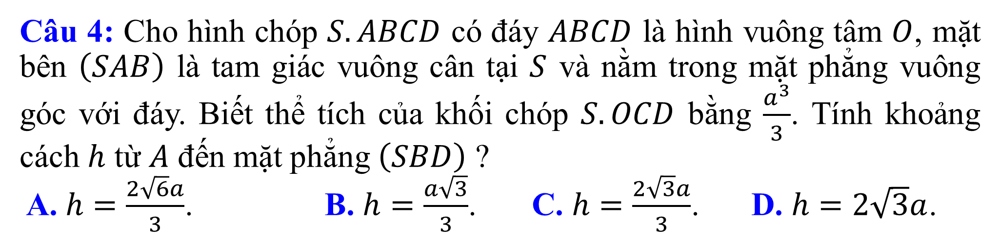 Câu 4: Cho hình chóp S.ABCD có đáy ABCD là hình vuông tâm O, mặt
bên (SAB) là tam giác vuông cân tại S và nằm trong mặt phẳng vuông
góc với đáy. Biết thể tích của khối chóp S.OCD bằng \frac{a^3}{3}. Tính khoảng
cách h từ A đến mặt phẳng (SBD) ?
A. h = \frac{2\sqrt{6}a}{3}. B. h = \frac{a\sqrt{3}}{3}. C. h = \frac{2\sqrt{3}a}{3}. D. h = 2\sqrt{3}a.